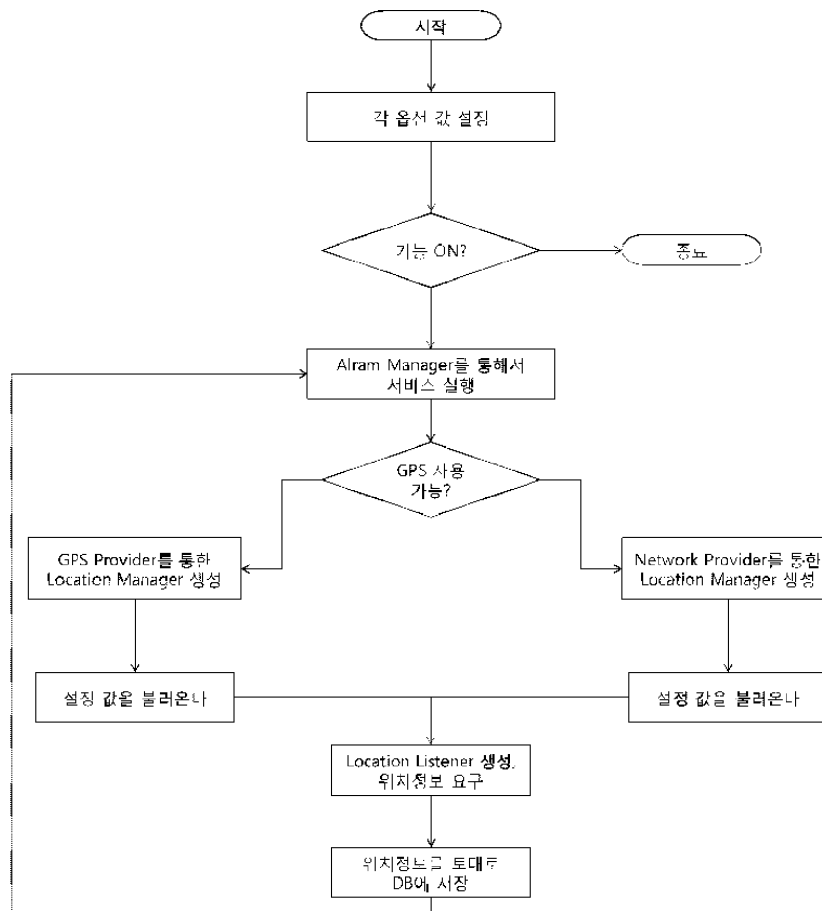 시작
각 옵션 값 설정
기능 ON?
종료
Alram Manager를 통해서
서비스 실행
GPS 사용
가능?
GPS Provider를 통한
Location Manager 생성
Network Provider를 통한
Location Manager 생성
설정 값을 불러온다
설정 값을 불러온다
Location Listener 생성,
위치정보 요구
위치정보를 토대로
DB에 저장